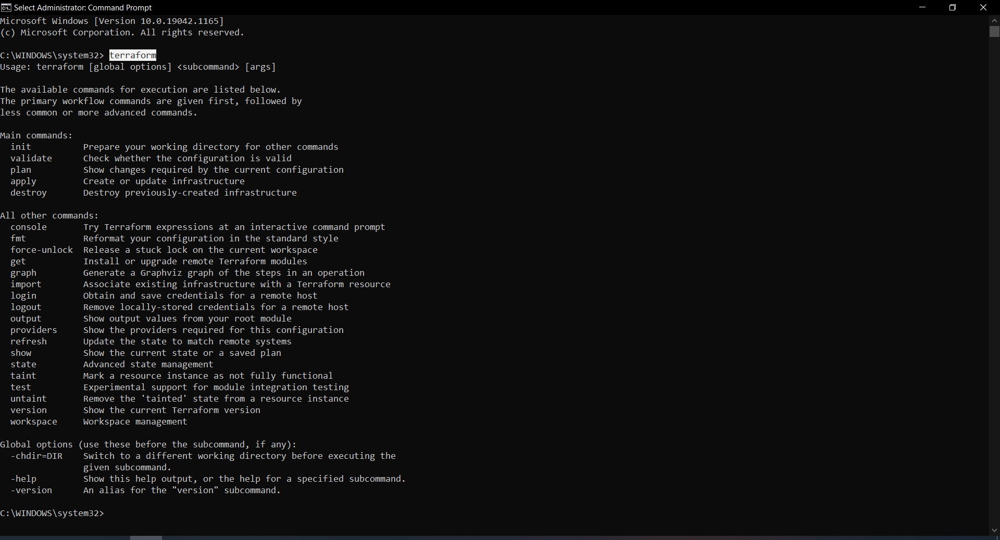 Select Administrator: Command Prompt
Microsoft Windows [Version 10.0.19042.1165]
(c) Microsoft Corporation. All rights reserved.
C:\WINDOWS\system32> terraform
Usage: terraform [global options] <subcommand> [args]
The available commands for execution are listed below.
The primary workflow commands are given first, followed by
less common or more advanced commands.
Main commands:
  init          Prepare your working directory for other commands
  validate      Check whether the configuration is valid
  plan          Show changes required by the current configuration
  apply         Create or update infrastructure
  destroy       Destroy previously-created infrastructure
All other commands:
  console       Try Terraform expressions at an interactive command prompt
  fmt           Reformat your configuration in the standard style
  force-unlock  Release a stuck lock on the current workspace
  get           Install or upgrade remote Terraform modules
  graph         Generate a Graphviz graph of the steps in an operation
  import        Associate existing infrastructure with a Terraform resource
  login         Obtain and save credentials for a remote host
  logout        Remove locally-stored credentials for a remote host
  output        Show output values from your root module
  providers     Show the providers required for this configuration
  refresh       Update the state to match remote systems
  show          Show the current state or a saved plan
  state         Advanced state management
  taint         Mark a resource instance as not fully functional
  test          Experimental support for module integration testing
  untaint       Remove the 'tainted' state from a resource instance
  version       Show the current Terraform version
  workspace     Workspace management
Global options (use these before the subcommand, if any):
  -chdir=DIR    Switch to a different working directory before executing the
                given subcommand.
  -help         Show this help output, or the help for a specified subcommand.
  -version      An alias for the "version" subcommand.
C:\WINDOWS\system32>